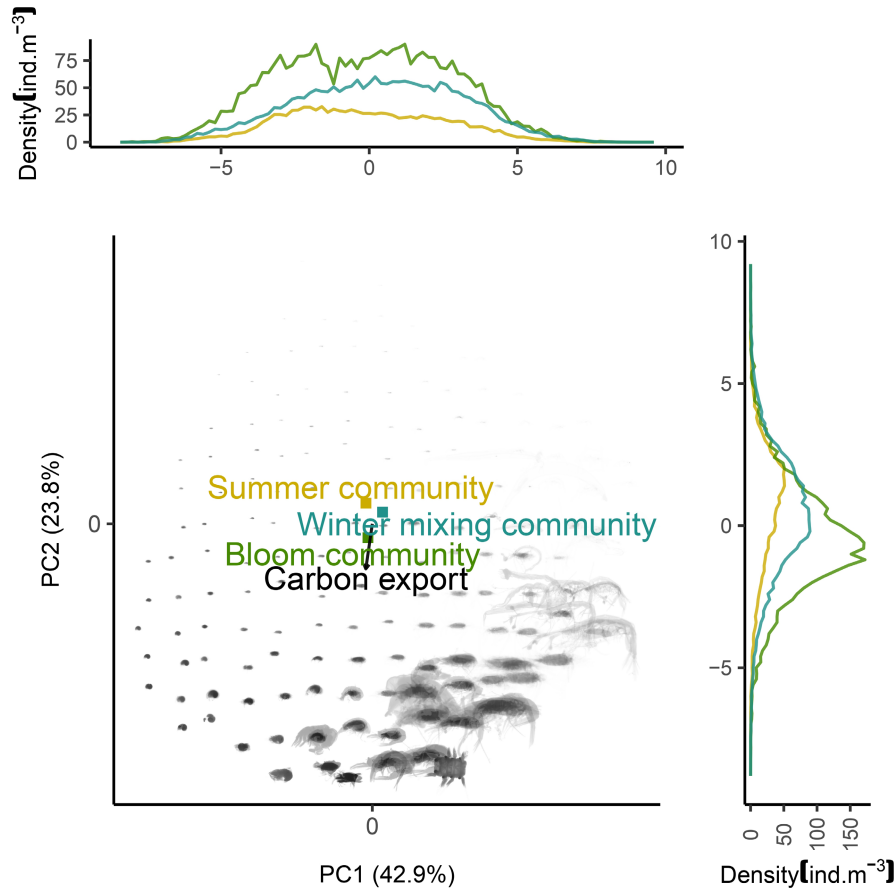 Density[ind.m⁻³]
75
50
25
0
−5
0
5
10
PC2 (23.8%)
0
Summer community
Winter mixing community
Bloom community
Carbon export
0
PC1 (42.9%)
10
5
0
−5
0
50
100
150
Density[ind.m⁻³]